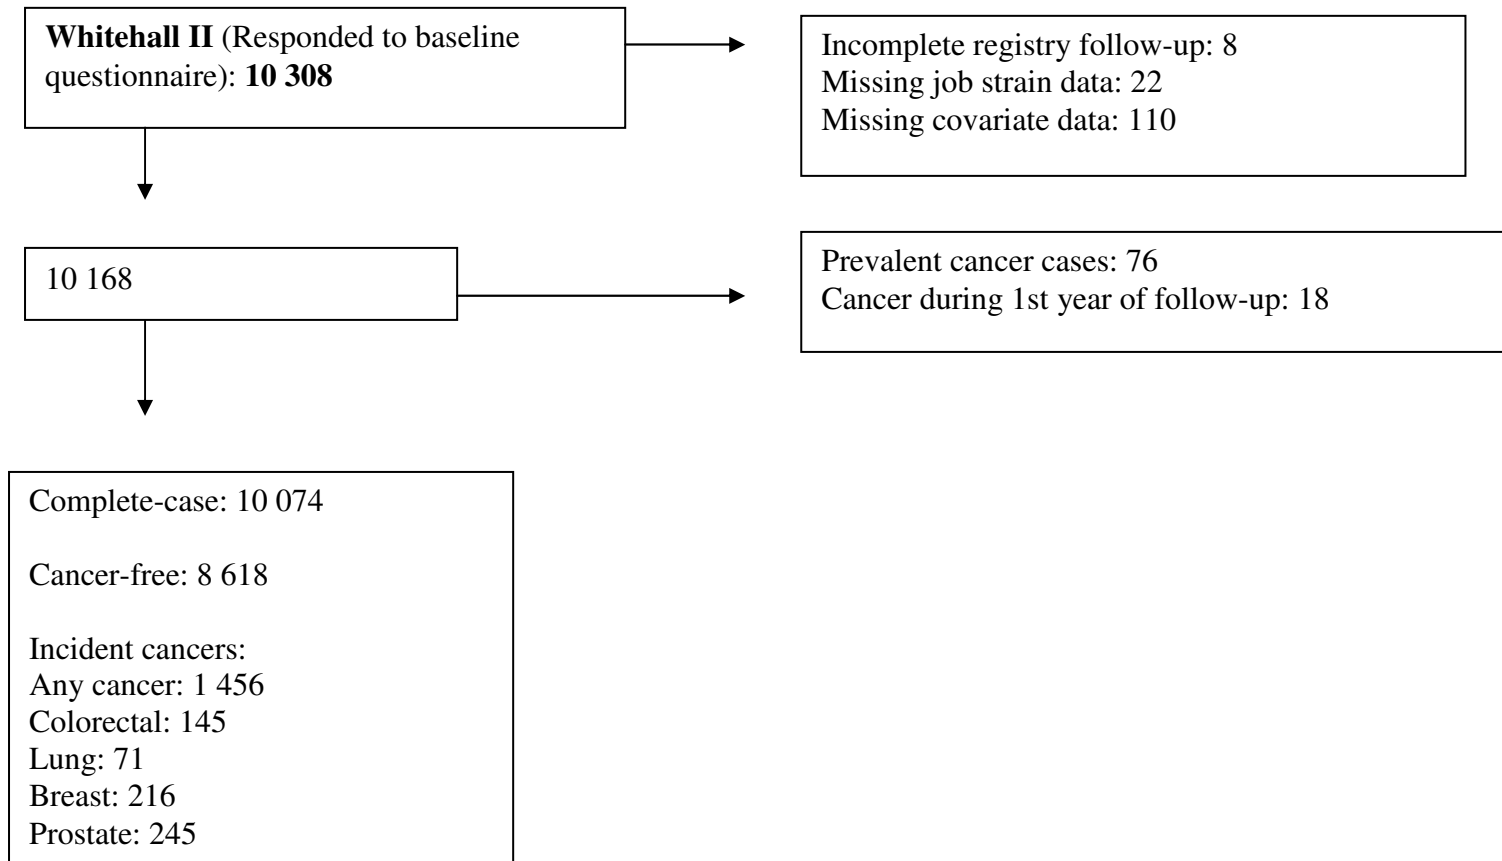 Whitehall II (Responded to baseline
questionnaire): 10 308
Incomplete registry follow-up: 8
Missing job strain data: 22
Missing covariate data: 110
10 168
Prevalent cancer cases: 76
Cancer during 1st year of follow-up: 18
Complete-case: 10 074
Cancer-free: 8 618
Incident cancers:
Any cancer: 1 456
Colorectal: 145
Lung: 71
Breast: 216
Prostate: 245